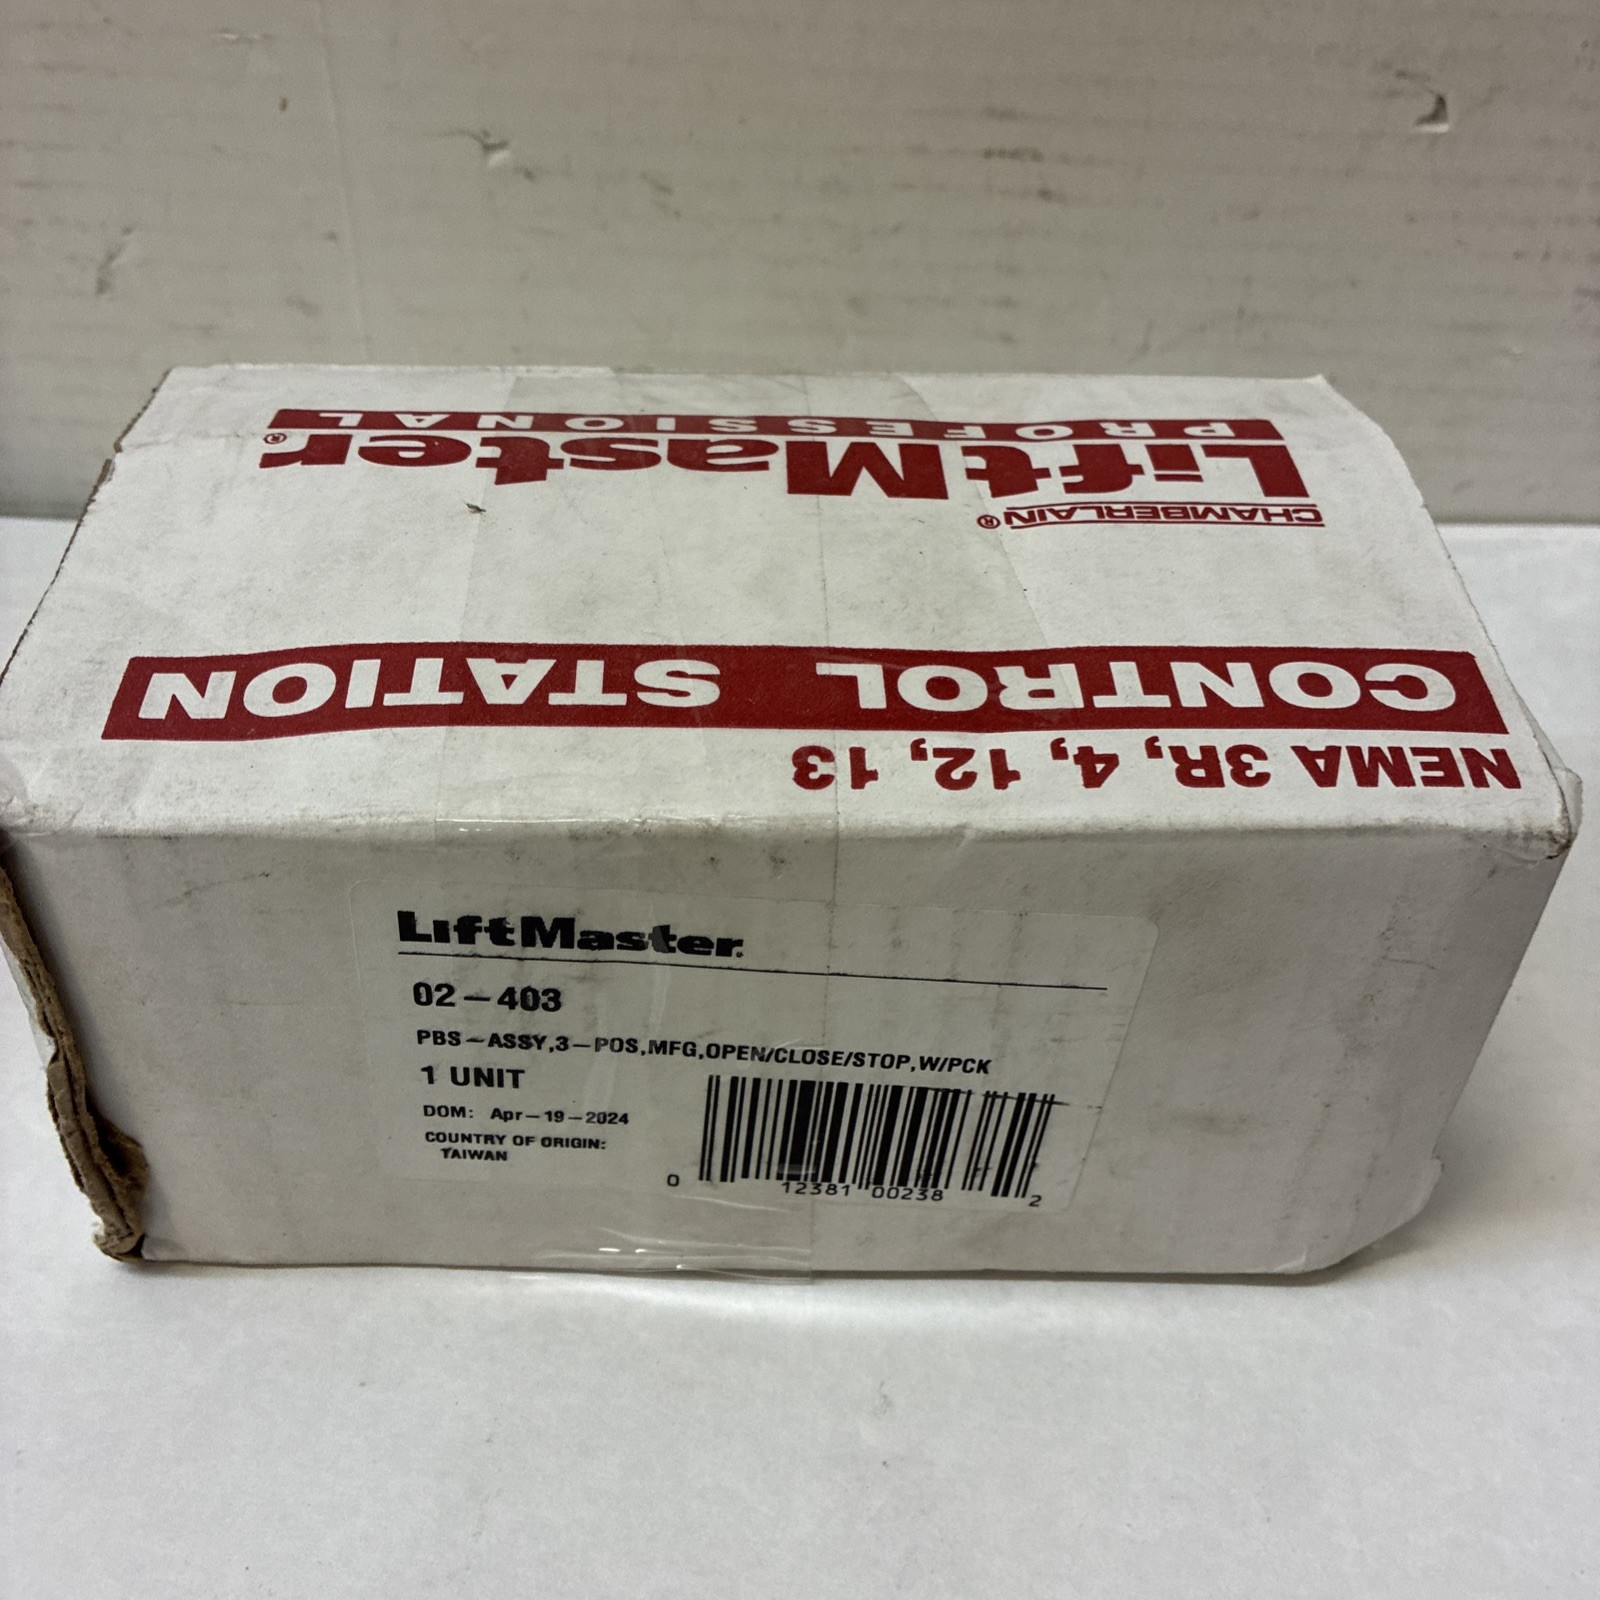 CHAMBERLAIN®
LiftMaster®
PROFESSIONAL
CONTROL STATION
NEMA 3R, 4, 12, 13
LiftMaster
02-403
PBS-ASSY,3-POS,MFG,OPEN/CLOSE/STOP,W/PCK
1 UNIT
DOM: Apr-19-2024
COUNTRY OF ORIGIN:
TAIWAN
0 12381 00238 2